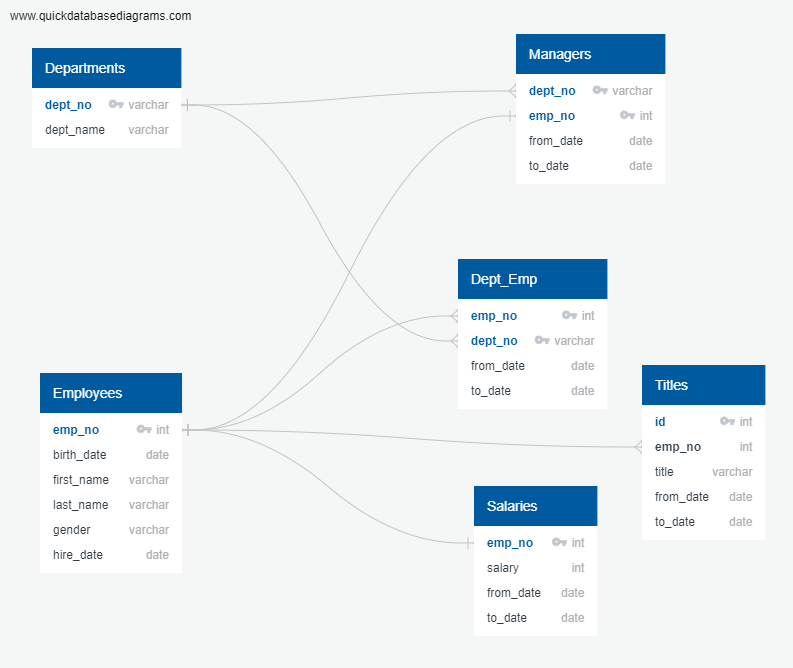 www.quickdatabasediagrams.com
Departments
dept_no varchar
dept_name varchar
Managers
dept_no varchar
emp_no int
from_date date
to_date date
Dept_Emp
emp_no int
dept_no varchar
from_date date
to_date date
Employees
emp_no int
birth_date date
first_name varchar
last_name varchar
gender varchar
hire_date date
Titles
id int
emp_no int
title varchar
from_date date
to_date date
Salaries
emp_no int
salary int
from_date date
to_date date